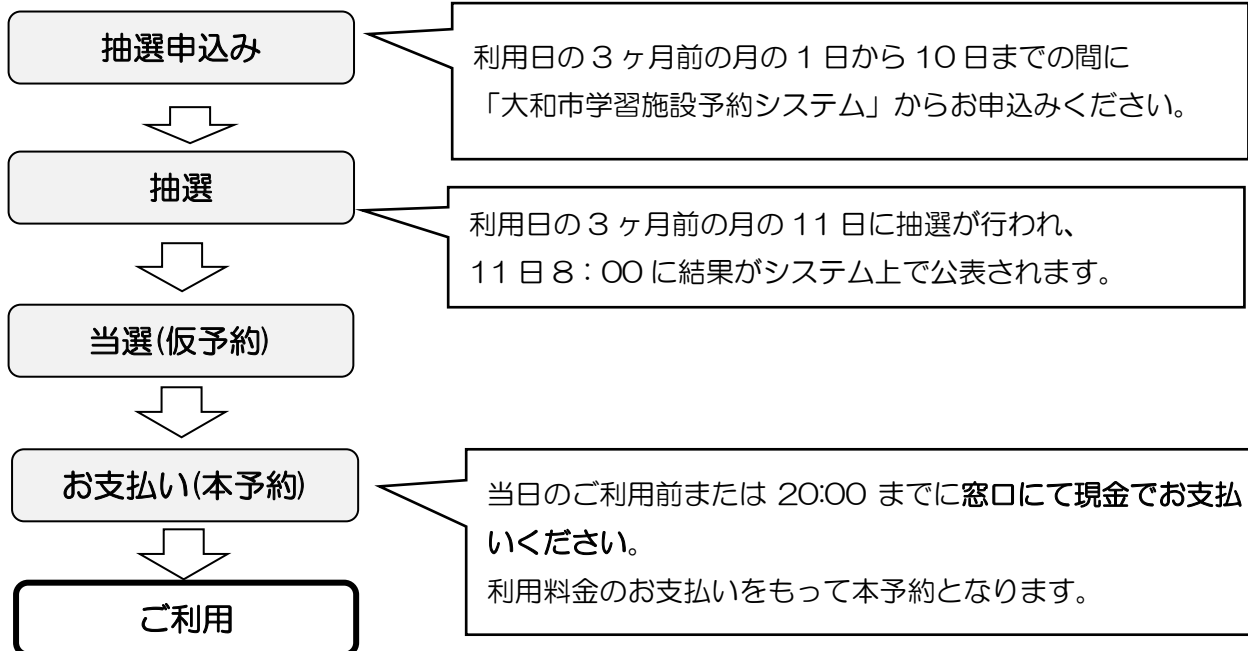 抽選申込み
利用日の3ヶ月前の月の1日から10日までの間に
「大和市学習施設予約システム」からお申込みください。
抽選
利用日の3ヶ月前の月の11日に抽選が行われ、
11日8：00に結果がシステム上で公表されます。
当選(仮予約)
お支払い(本予約)
当日のご利用前または 20:00 までに窓口にて現金でお支払
いください。
利用料金のお支払いをもって本予約となります。
ご利用